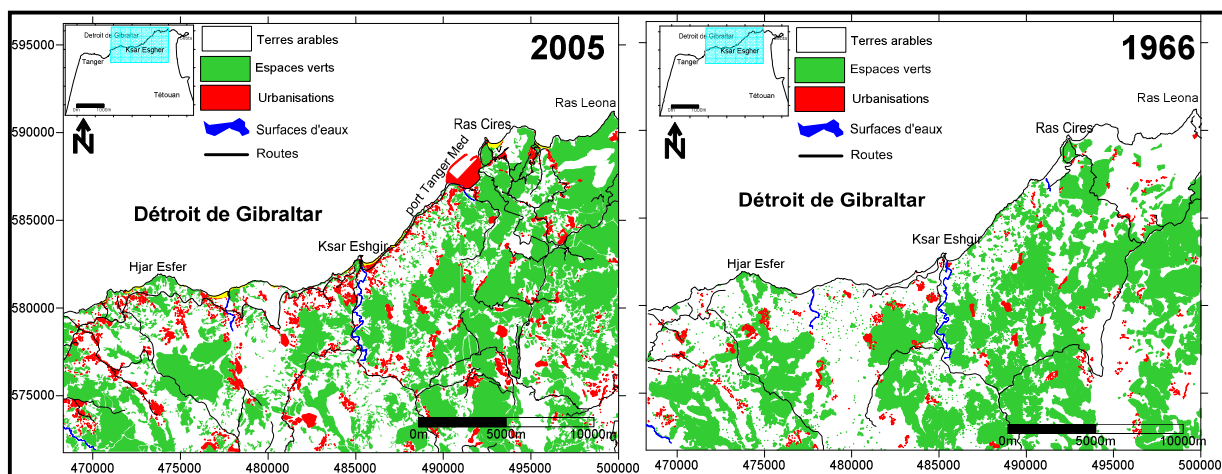 2005
Détroit de Gibraltar
Ksar Esgher
Tanger
Tétouan
0m
1000m
Terres arables
Espaces verts
Urbanisations
Surfaces d'eaux
Routes
N
Ras Leona
Ras Cires
port Tanger Med
Détroit de Gibraltar
Ksar Eshgir
Hjar Esfer
595000
590000
585000
580000
575000
0m
5000m
10000m
470000
475000
480000
485000
490000
495000
500000
1966
Détroit de Gibraltar
Ksar Esgher
Tanger
Tétouan
0m
1000m
Terres arables
Espaces verts
Urbanisations
Surfaces d'eaux
Routes
N
Ras Leona
Ras Cires
Détroit de Gibraltar
Ksar Eshgir
Hjar Esfer
0m
5000m
10000m
470000
475000
480000
485000
490000
495000
500000